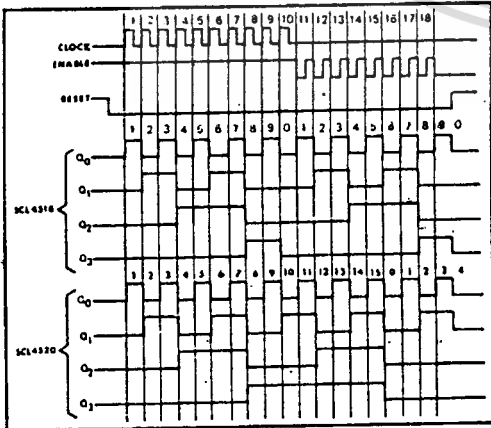 1 2 3 4 5 6 7 8 9 10 11 12 13 14 15 16 17 18
CLOCK
ENABLE
RESET
1 2 3 4 5 6 7 8 9 0 1 2 3 4 5 6 7 8 9 0
Q0
Q1
SCL4518
Q2
Q3
1 2 3 4 5 6 7 8 9 10 11 12 13 14 15 0 1 2 3 4
Q0
Q1
SCL4520
Q2
Q3